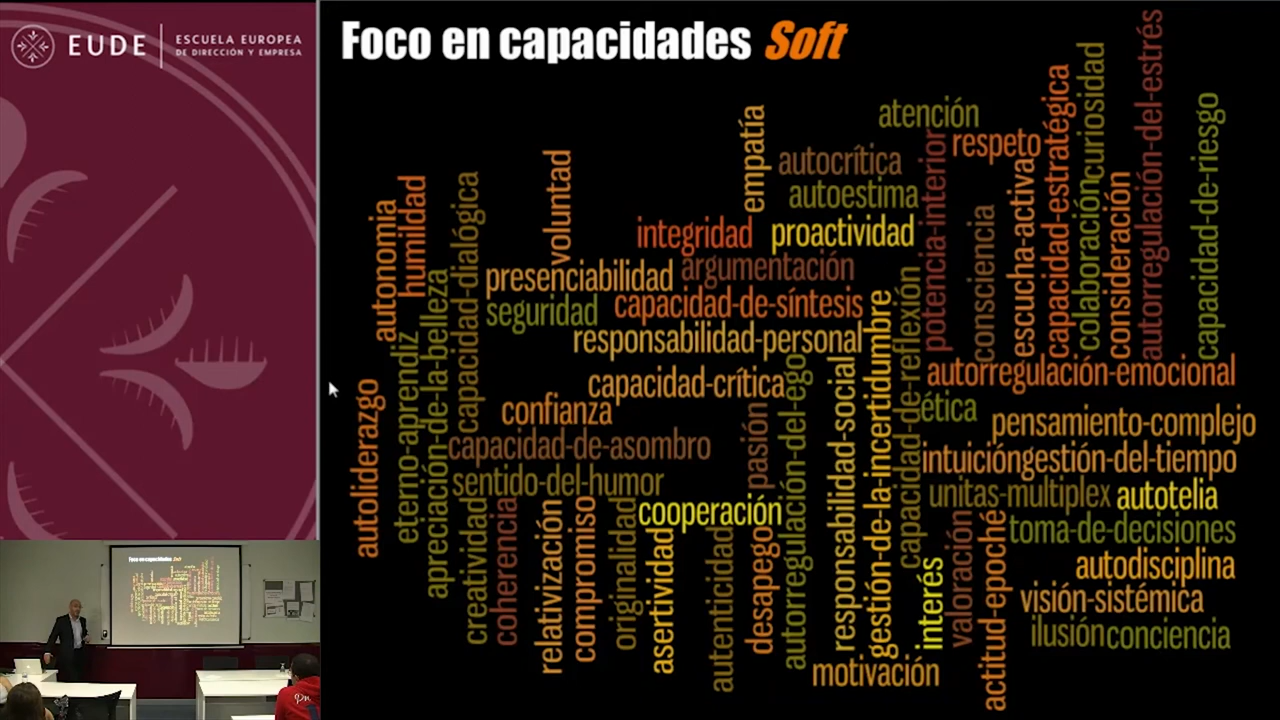 EUDE
ESCUELA EUROPEA
DE DIRECCIÓN Y EMPRESA
Foco en capacidades Soft
atención
respeto
empatía
autocrítica
autoestima
voluntad
integridad
proactividad
autonomía
humildad
capacidad-dialógica
presenciabilidad
argumentación
seguridad
capacidad-de-síntesis
responsabilidad-personal
potencia-interior
consciencia
escucha-activa
capacidad-estratégica
curiosidad
colaboración
consideración
autorregulación-del-estrés
capacidad-de-riesgo
capacidad-crítica
autorregulación-emocional
confianza
ética
pensamiento-complejo
capacidad-de-asombro
pasión
intuición
gestión-del-tiempo
sentido-del-humor
unitas-multiplex
autotelia
cooperación
toma-de-decisiones
autoliderazgo
eterno-aprendiz
apreciación-de-la-belleza
creatividad
coherencia
relativización
compromiso
originalidad
asertividad
autenticidad
desapego
autorregulación-del-ego
responsabilidad-social
gestión-de-la-incertidumbre
capacidad-de-reflexión
interés
valoración
actitud-epoché
autodisciplina
visión-sistémica
ilusión
conciencia
motivación
Foco en capacidades Soft